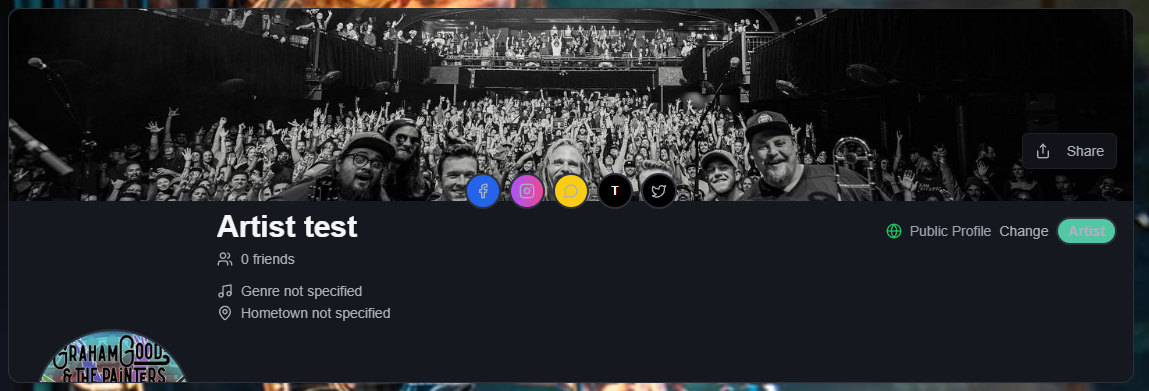 Share
T
Artist test
Public Profile Change Artist
0 friends
Genre not specified
Hometown not specified
GRAHAM GOOD
& THE PAINTERS